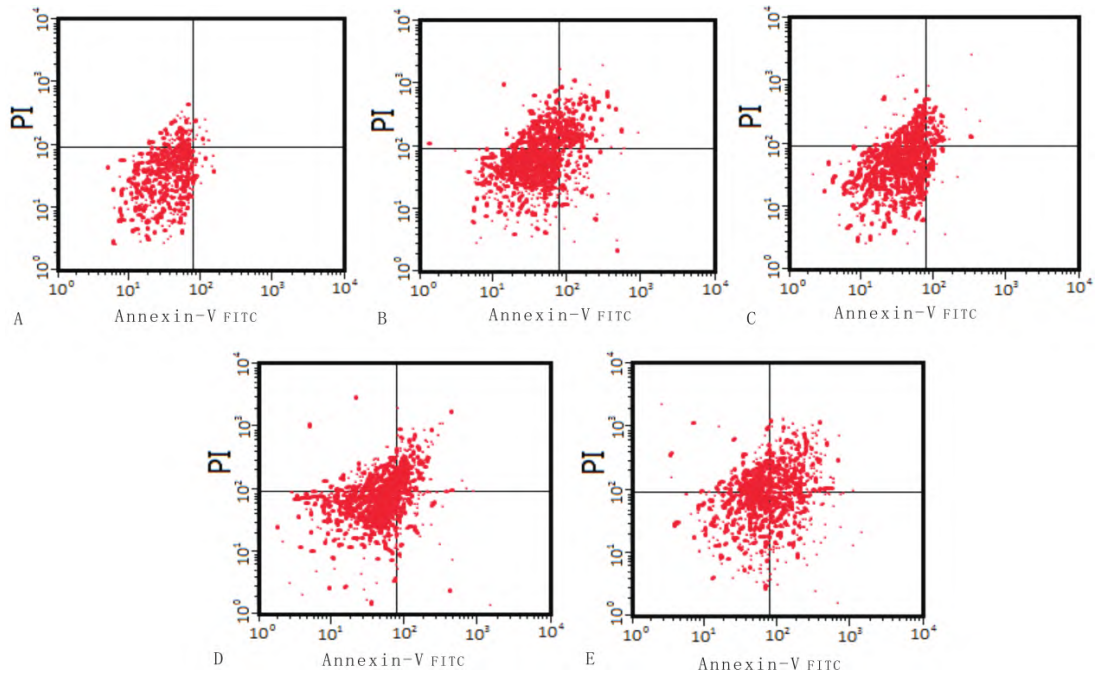 PI
10⁴
10³
10²
10¹
10⁰
10⁰ 10¹ 10² 10³ 10⁴
A Annexin-V FITC
PI
10⁴
10³
10²
10¹
10⁰
10⁰ 10¹ 10² 10³ 10⁴
B Annexin-V FITC
PI
10⁴
10³
10²
10¹
10⁰
10⁰ 10¹ 10² 10³ 10⁴
C Annexin-V FITC
PI
10⁴
10³
10²
10¹
10⁰
10⁰ 10¹ 10² 10³ 10⁴
D Annexin-V FITC
PI
10⁴
10³
10²
10¹
10⁰
10⁰ 10¹ 10² 10³ 10⁴
E Annexin-V FITC